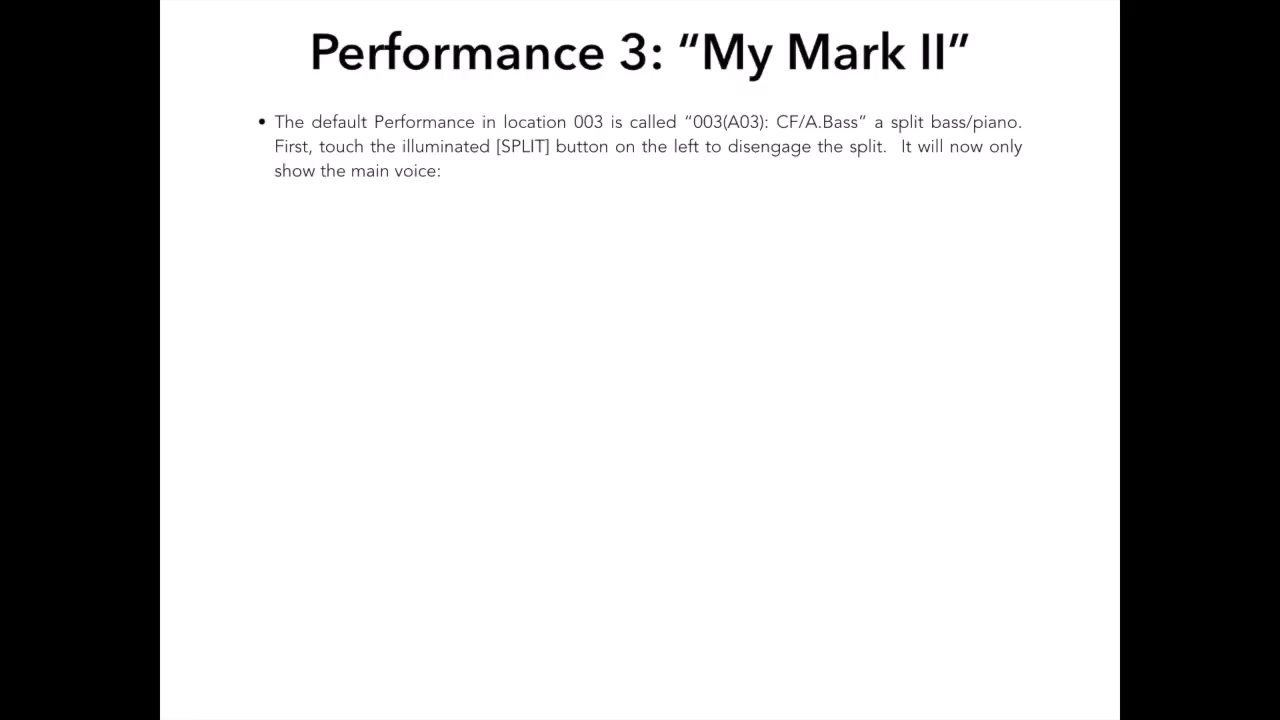 Performance 3: “My Mark II”
• The default Performance in location 003 is called “003(A03): CF/A.Bass” a split bass/piano.
First, touch the illuminated [SPLIT] button on the left to disengage the split.  It will now only
show the main voice: